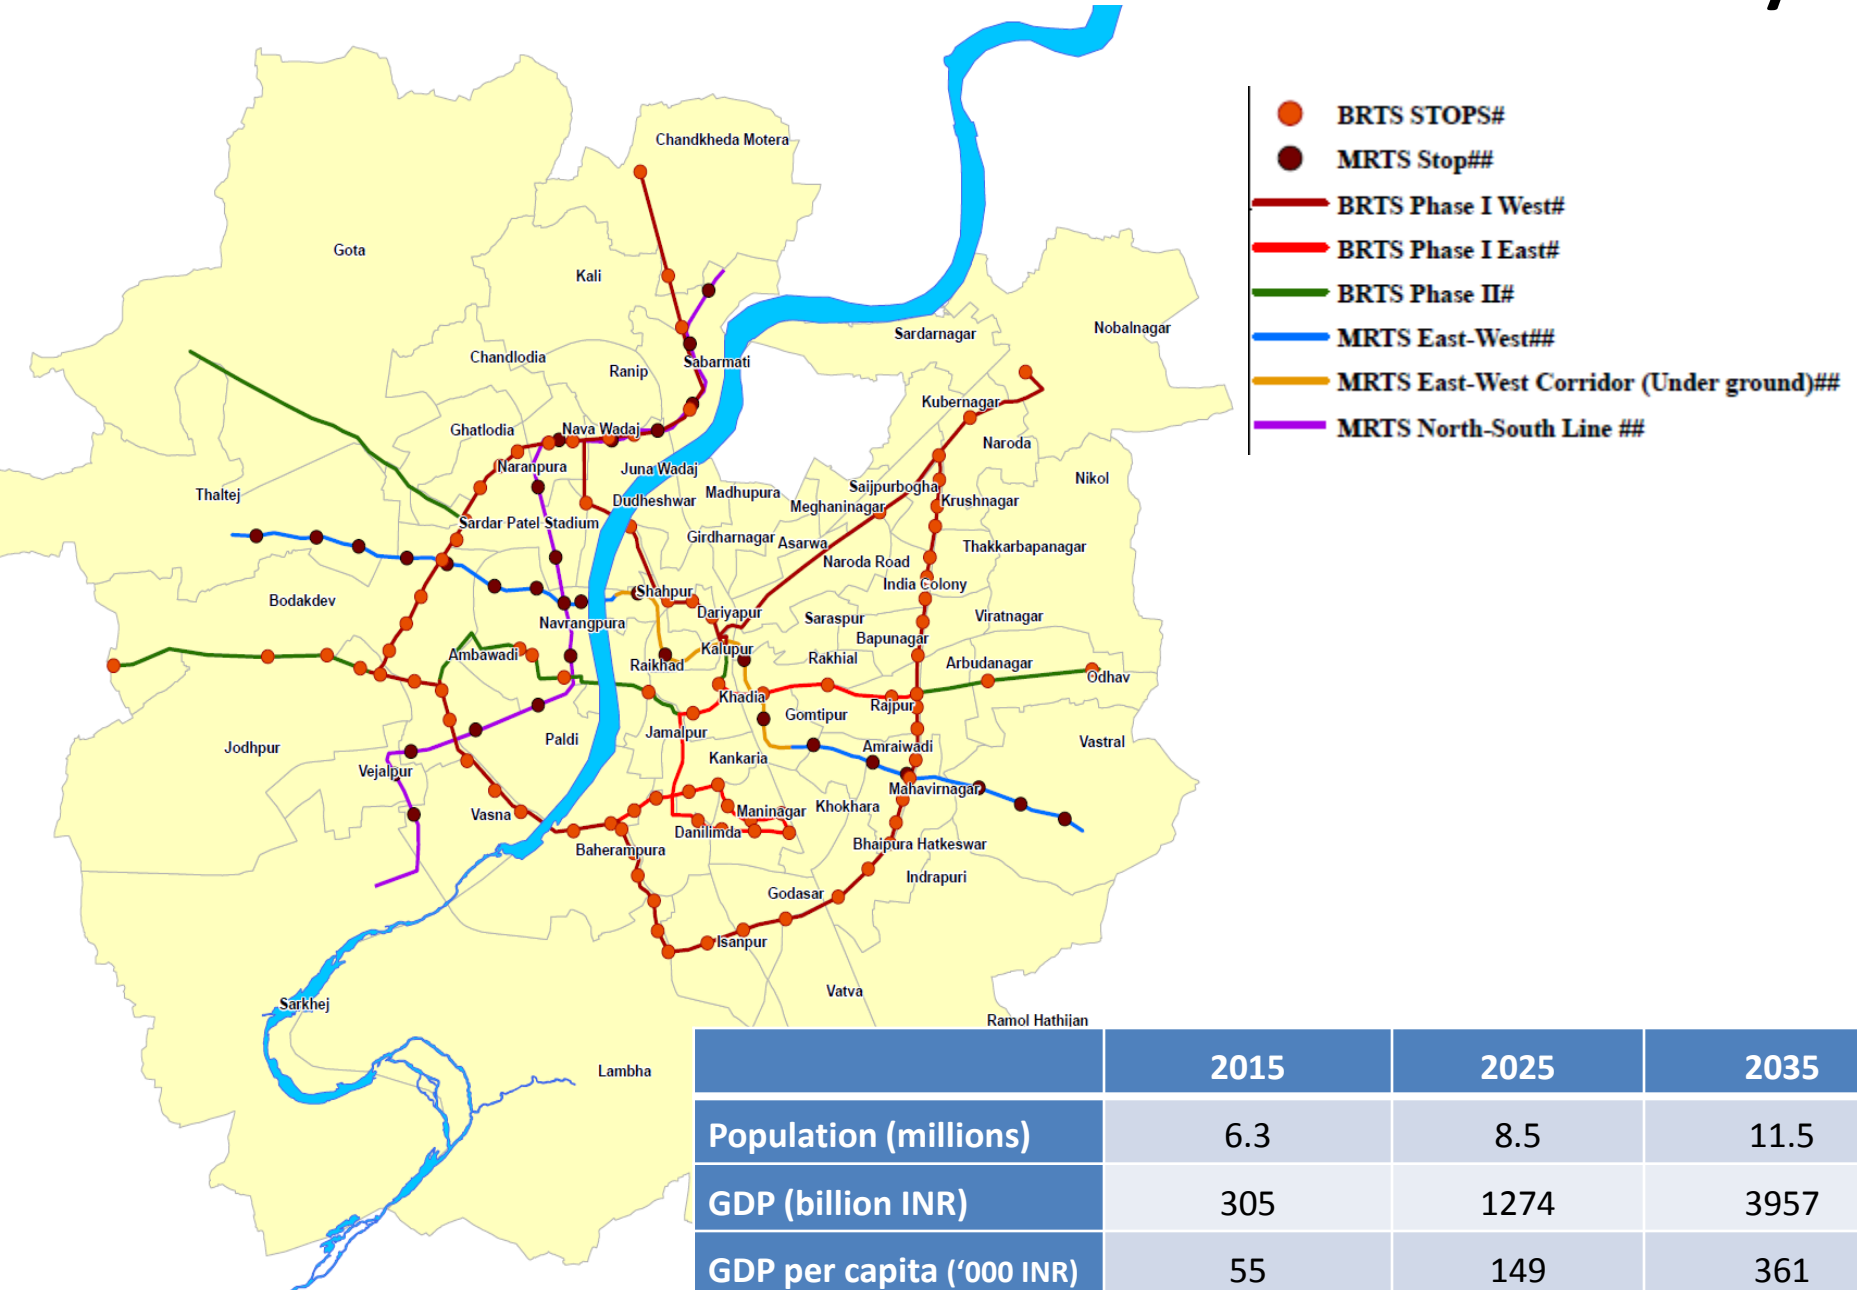 BRTS STOPS#
MRTS Stop##
BRTS Phase I West#
BRTS Phase I East#
BRTS Phase II#
MRTS East-West##
MRTS East-West Corridor (Under ground)##
MRTS North-South Line ##
Chandkheda Motera
Gota
Kali
Nobalnagar
Sardarnagar
Chandlodia
Sabarmati
Ranip
Kubernagar
Ghatlodia
Nava Wadaj
Naroda
Naranpura
Juna Wadaj
Nikol
Thaltej
Madhupura
Saijpurbogha
Dudheshwar
Krushnagar
Meghaninagar
Sardar Patel Stadium
Girdharnagar
Asarwa
Thakkarbapanagar
Naroda Road
India Colony
Shahpur
Bodakdev
Dariyapur
Saraspur
Viratnagar
Navrangpura
Bapunagar
Kalupur
Ambawadi
Rakhial
Raikhad
Arbudanagar
Odhav
Khadia
Rajpur
Gomtipur
Jamalpur
Paldi
Vastral
Jodhpur
Amraiwadi
Kankaria
Vejalpur
Mahavirnagar
Khokhara
Maninagar
Vasna
Danilimda
Bhaipura Hatkeswar
Baherampura
Indrapuri
Godasar
Isanpur
Vatva
Sarkhej
Ramol Hathijan
Lambha
2015 2025 2035
Population (millions) 6.3 8.5 11.5
GDP (billion INR) 305 1274 3957
GDP per capita (‘000 INR) 55 149 361